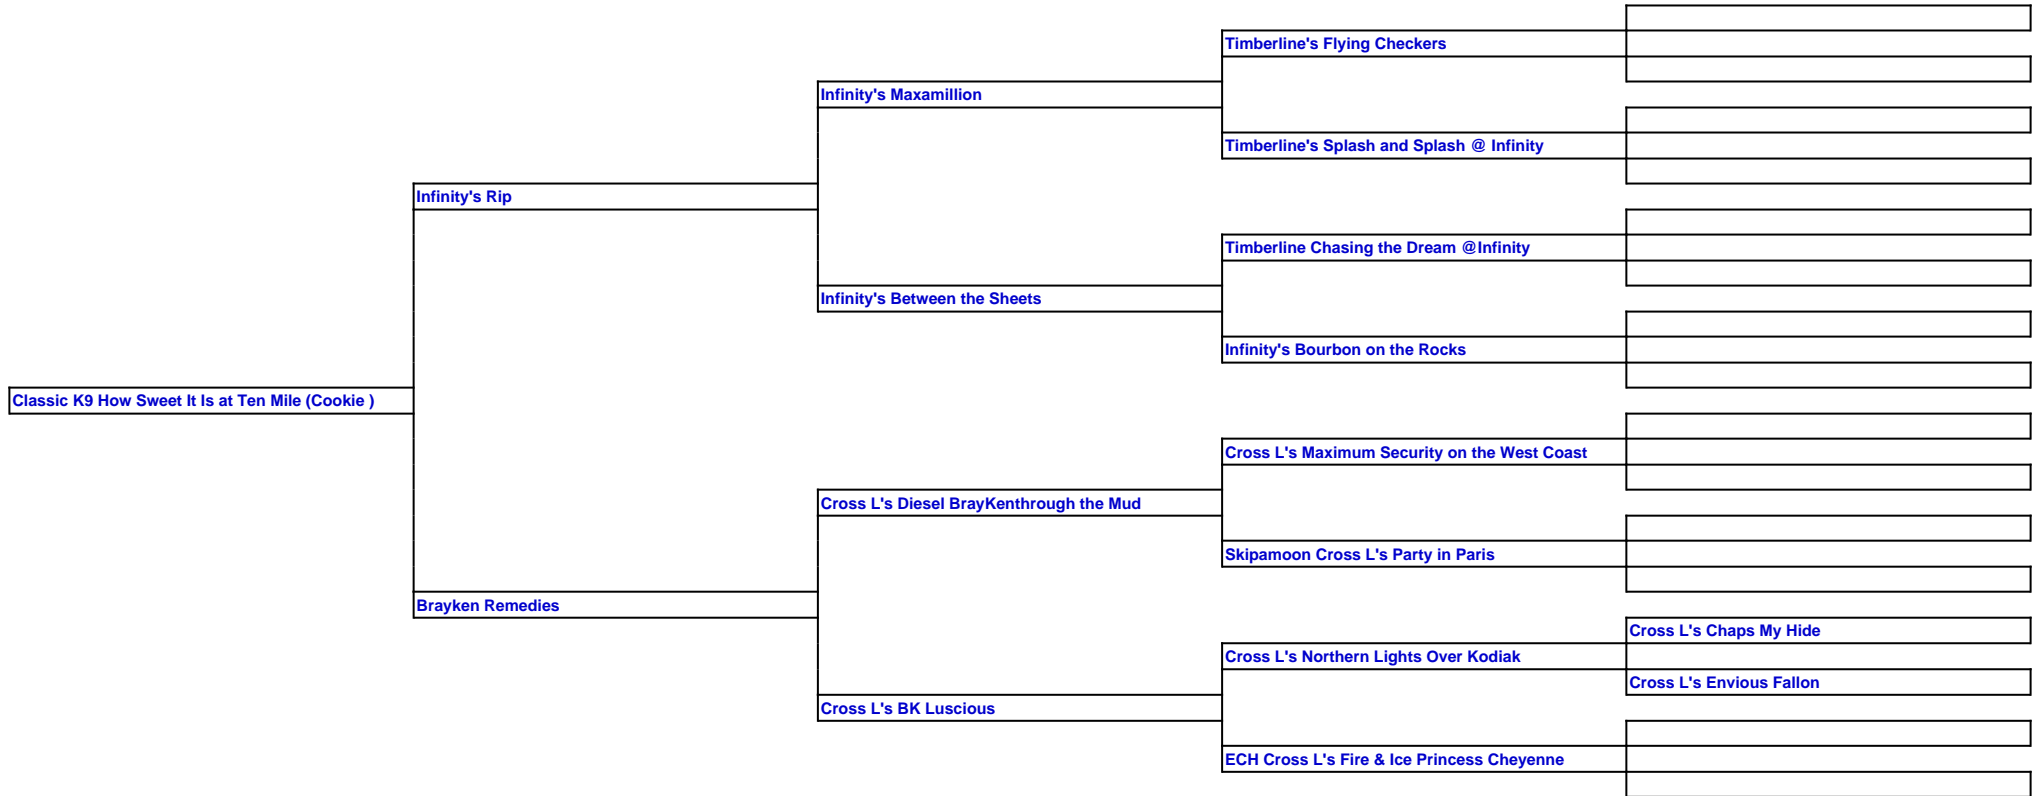 Timberline's Flying Checkers
Infinity's Maxamillion
Timberline's Splash and Splash @ Infinity
Infinity's Rip
Timberline Chasing the Dream @Infinity
Infinity's Between the Sheets
Infinity's Bourbon on the Rocks
Classic K9 How Sweet It Is at Ten Mile (Cookie )
Cross L's Maximum Security on the West Coast
Cross L's Diesel BrayKenthrough the Mud
Skipamoon Cross L's Party in Paris
Brayken Remedies
Cross L's Chaps My Hide
Cross L's Northern Lights Over Kodiak
Cross L's Envious Fallon
Cross L's BK Luscious
ECH Cross L's Fire & Ice Princess Cheyenne